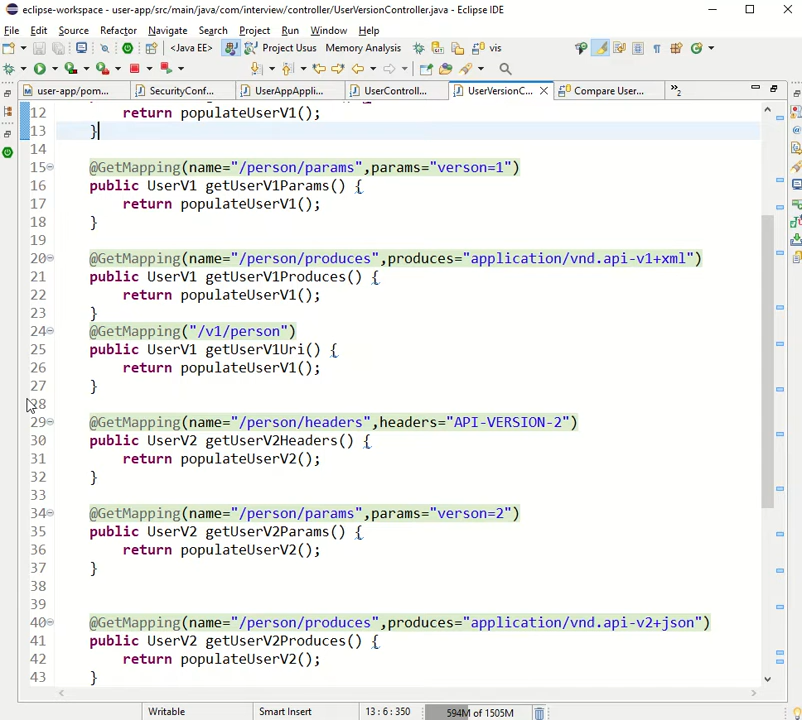 eclipse-workspace - user-app/src/main/java/com/interview/controller/UserVersionController.java - Eclipse IDE
File Edit Source Refactor Navigate Search Project Run Window Help
<Java EE> Project Usus Memory Analysis vis
user-app/pom... SecurityConf... UserAppAppli... UserControll... UserVersionC... Compare User... »2
12 return populateUserV1();
13 }
14
15 @GetMapping(name="/person/params",params="verson=1")
16 public UserV1 getUserV1Params() {
17 return populateUserV1();
18 }
19
20 @GetMapping(name="/person/produces",produces="application/vnd.api-v1+xml")
21 public UserV1 getUserV1Produces() {
22 return populateUserV1();
23 }
24 @GetMapping("/v1/person")
25 public UserV1 getUserV1Uri() {
26 return populateUserV1();
27 }
28
29 @GetMapping(name="/person/headers",headers="API-VERSION-2")
30 public UserV2 getUserV2Headers() {
31 return populateUserV2();
32 }
33
34 @GetMapping(name="/person/params",params="verson=2")
35 public UserV2 getUserV2Params() {
36 return populateUserV2();
37 }
38
39
40 @GetMapping(name="/person/produces",produces="application/vnd.api-v2+json")
41 public UserV2 getUserV2Produces() {
42 return populateUserV2();
43 }
Writable Smart Insert 13 : 6 : 350 594M of 1505M